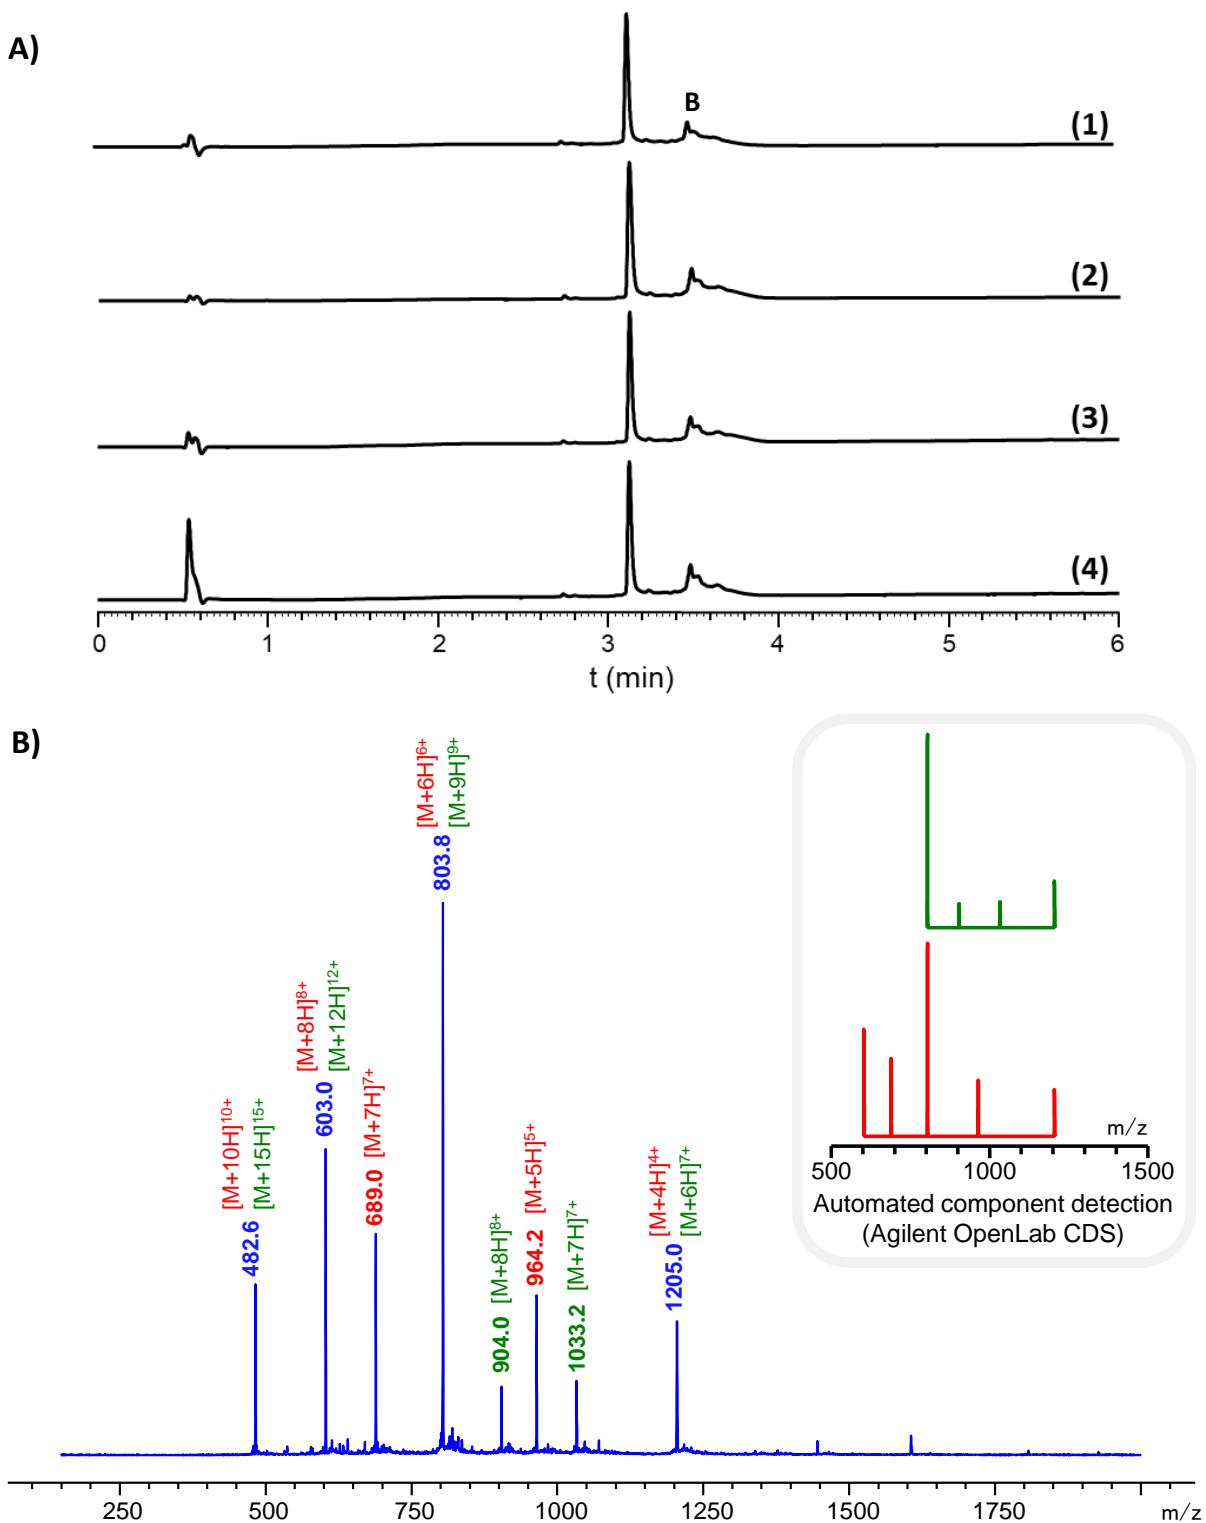 A)
B
(1)
(2)
(3)
(4)
0 1 2 3 4 5 6
t (min)
B)
[M+10H]¹⁰⁺
[M+15H]¹⁵⁺
482.6
[M+8H]⁸⁺
[M+12H]¹²⁺
603.0
689.0 [M+7H]⁷⁺
[M+6H]⁶⁺
[M+9H]⁹⁺
803.8
904.0 [M+8H]⁸⁺
964.2 [M+5H]⁵⁺
1033.2 [M+7H]⁷⁺
[M+4H]⁴⁺
[M+6H]⁷⁺
1205.0
m/z
500 1000 1500
Automated component detection
(Agilent OpenLab CDS)
250 500 750 1000 1250 1500 1750 m/z